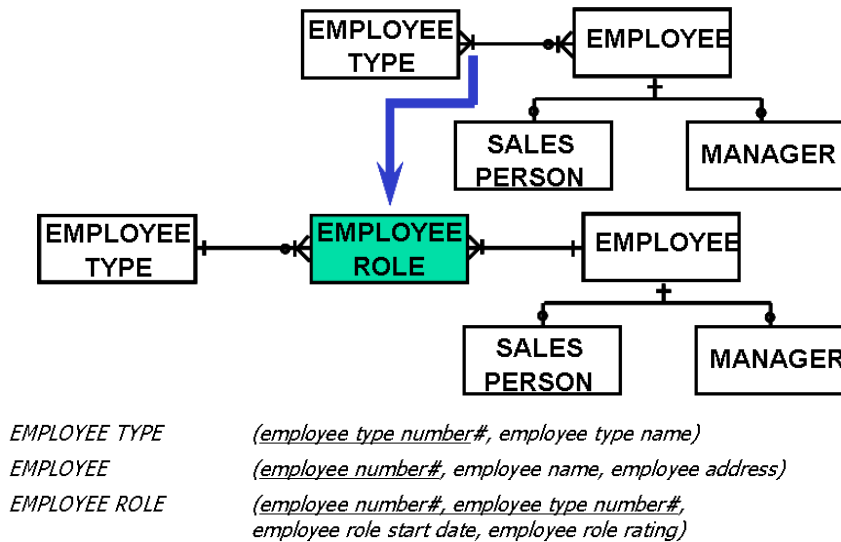 EMPLOYEE
TYPE
EMPLOYEE
SALES
PERSON
MANAGER
EMPLOYEE
TYPE
EMPLOYEE
ROLE
EMPLOYEE
SALES
PERSON
MANAGER
EMPLOYEE TYPE (employee type number#, employee type name)
EMPLOYEE (employee number#, employee name, employee address)
EMPLOYEE ROLE (employee number#, employee type number#,
employee role start date, employee role rating)